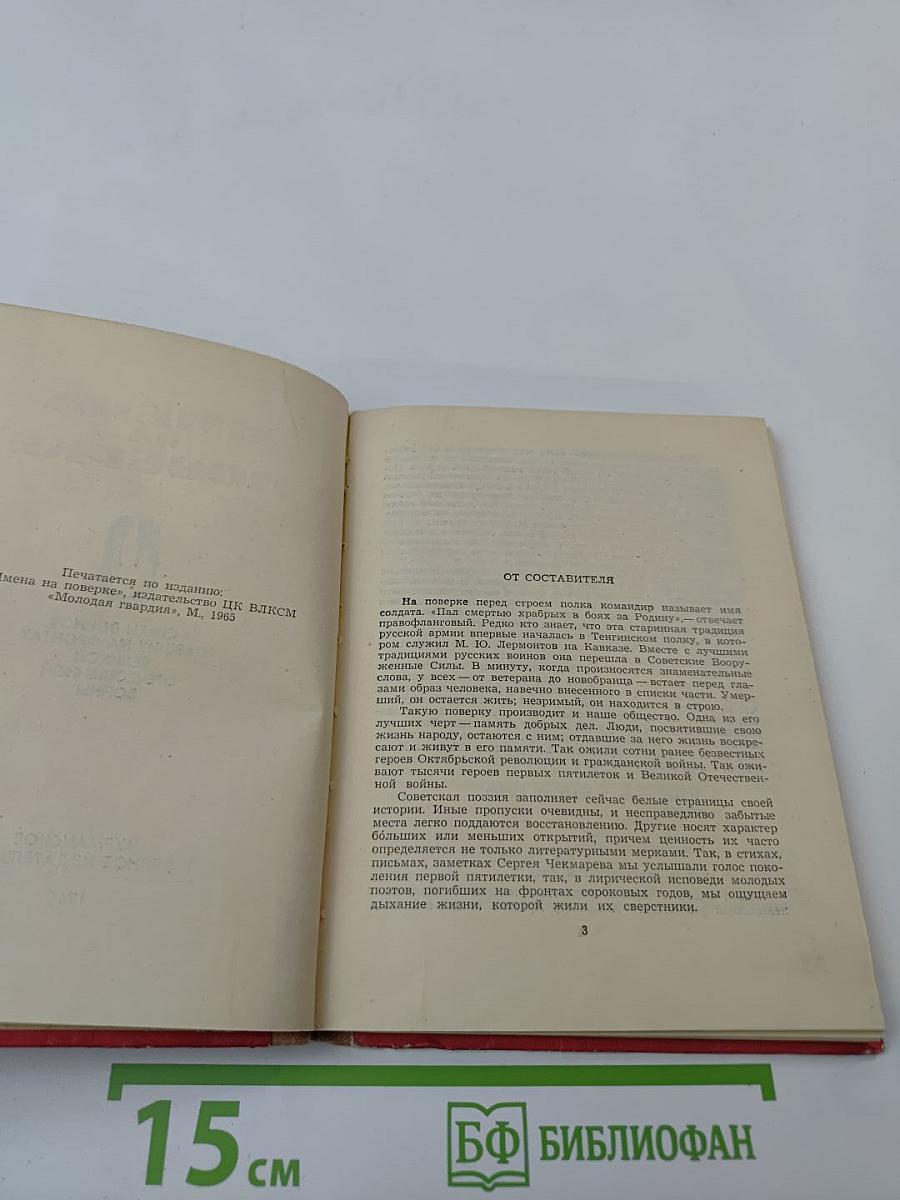 Печатается по изданию:
«Имена на поверке», издательство ЦК ВЛКСМ
«Молодая гвардия», М., 1965
ОТ СОСТАВИТЕЛЯ
На поверке перед строем полка командир называет имя
солдата. «Пал смертью храбрых в боях за Родину»,— отвечает
правофланговый. Редко кто знает, что эта старинная традиция
русской армии впервые началась в Тенгинском полку, в кото-
ром служил М. Ю. Лермонтов на Кавказе. Вместе с лучшими
традициями русских воинов она перешла в Советские Воору-
женные Силы. В минуту, когда произносятся знаменательные
слова, у всех — от ветерана до новобранца — встает перед гла-
зами образ человека, навечно внесенного в списки части. Умер-
ший, он остается жить; незримый, он находится в строю.
Такую поверку производит и наше общество. Одна из его
лучших черт — память добрых дел. Люди, посвятившие свою
жизнь народу, остаются с ним; отдавшие за него жизнь воскре-
сают и живут в его памяти. Так ожили сотни ранее безвестных
героев Октябрьской революции и гражданской войны. Так ожи-
вают тысячи героев первых пятилеток и Великой Отечествен-
ной войны.
Советская поэзия заполняет сейчас белые страницы своей
истории. Иные пропуски очевидны, и несправедливо забытые
места легко поддаются восстановлению. Другие носят характер
бо́льших или меньших открытий, причем ценность их часто
определяется не только литературными мерками. Так, в стихах,
письмах, заметках Сергея Чекмарева мы услышали голос поко-
ления первой пятилетки, так, в лирической исповеди молодых
поэтов, погибших на фронтах сороковых годов, мы ощущаем
дыхание жизни, которой жили их сверстники.
3
15 см
БФ БИБЛИОФАН